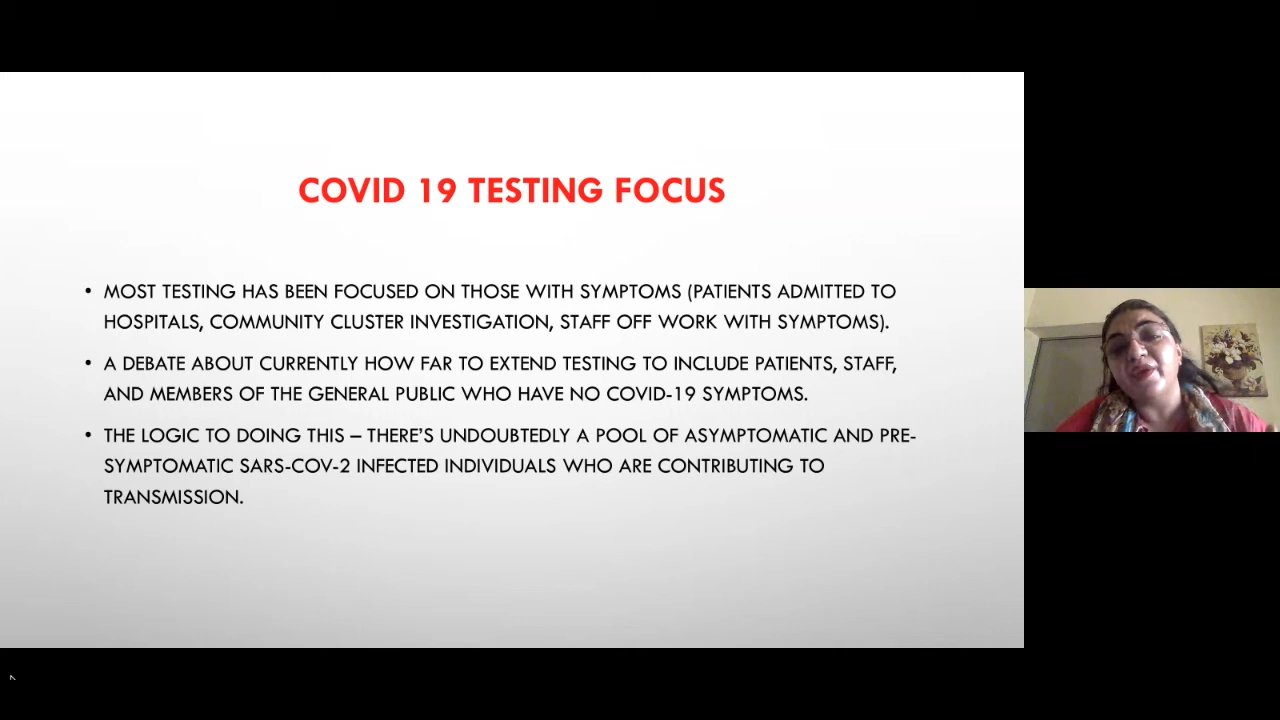 COVID 19 TESTING FOCUS
• MOST TESTING HAS BEEN FOCUSED ON THOSE WITH SYMPTOMS (PATIENTS ADMITTED TO
HOSPITALS, COMMUNITY CLUSTER INVESTIGATION, STAFF OFF WORK WITH SYMPTOMS).
• A DEBATE ABOUT CURRENTLY HOW FAR TO EXTEND TESTING TO INCLUDE PATIENTS, STAFF,
AND MEMBERS OF THE GENERAL PUBLIC WHO HAVE NO COVID-19 SYMPTOMS.
• THE LOGIC TO DOING THIS – THERE'S UNDOUBTEDLY A POOL OF ASYMPTOMATIC AND PRE-
SYMPTOMATIC SARS-COV-2 INFECTED INDIVIDUALS WHO ARE CONTRIBUTING TO
TRANSMISSION.